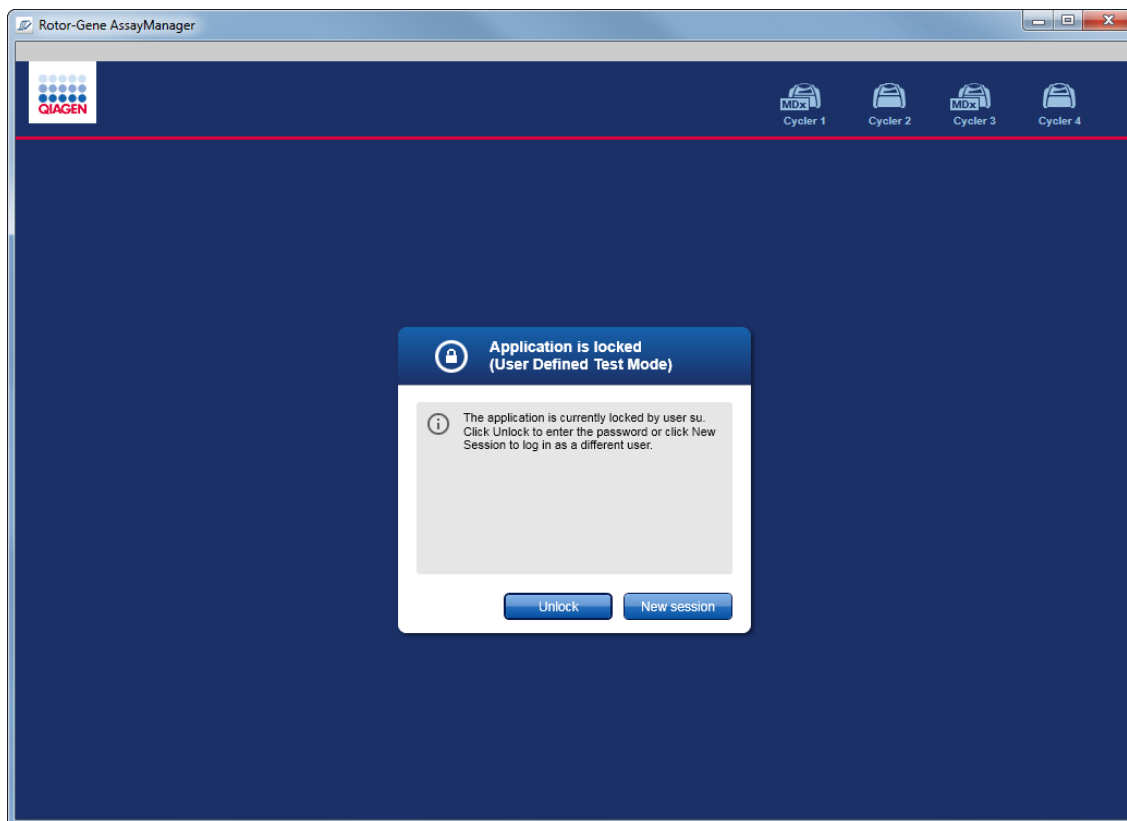 Rotor-Gene AssayManager
QIAGEN
MDx
MDx
Cycler 1
Cycler 2
Cycler 3
Cycler 4
Application is locked
(User Defined Test Mode)
The application is currently locked by user su.
Click Unlock to enter the password or click New
Session to log in as a different user.
Unlock
New session